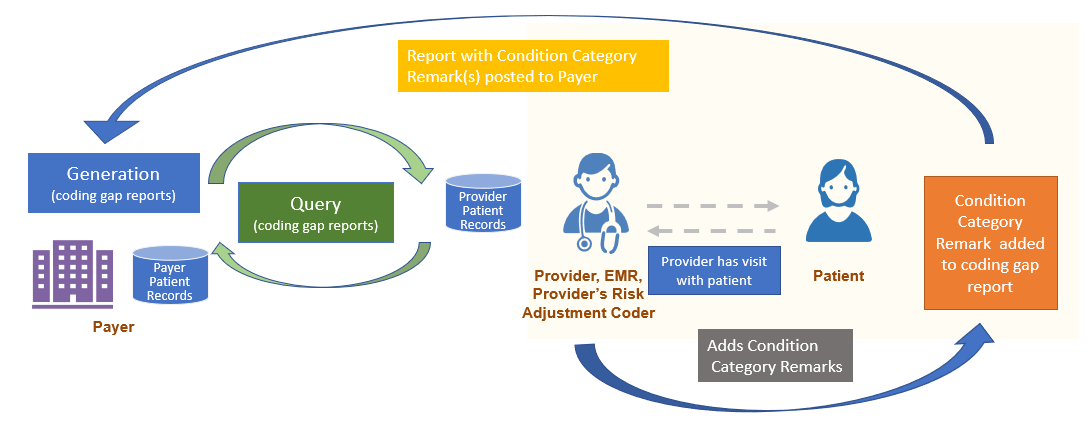 Report with Condition Category
Remark(s) posted to Payer
Generation
(coding gap reports)
Query
(coding gap reports)
Provider
Patient
Records
Payer
Patient
Records
Payer
Provider, EMR,
Provider's Risk
Adjustment Coder
Provider has visit
with patient
Patient
Condition
Category
Remark added
to coding gap
report
Adds Condition
Category Remarks